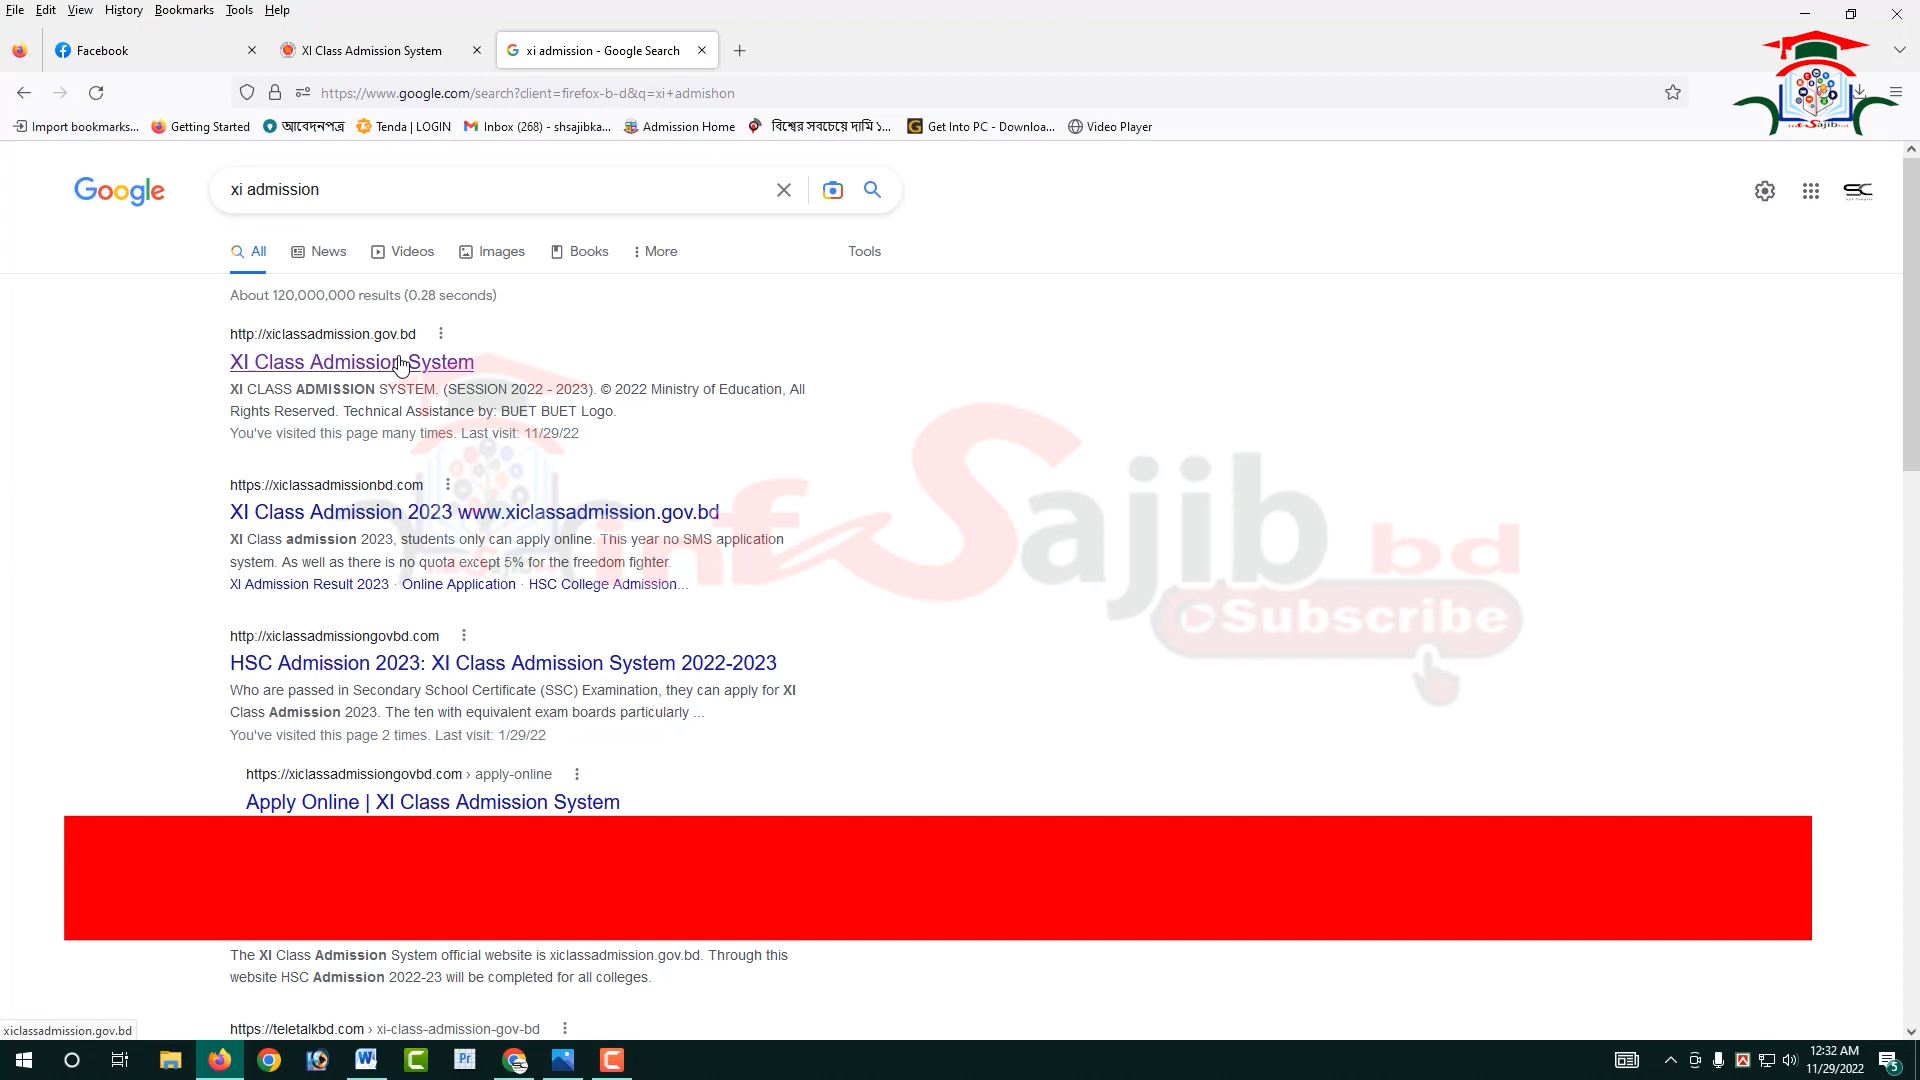 File Edit View History Bookmarks Tools Help
Facebook
XI Class Admission System
xi admission - Google Search
https://www.google.com/search?client=firefox-b-d&q=xi+admishon
Import bookmarks...
Getting Started
আবেদনপত্র
Tenda | LOGIN
Inbox (268) - shsajibka...
Admission Home
বিশ্বের সবচেয়ে দামি ১...
Get Into PC - Downloa...
Video Player
Sajib
Google
xi admission
SC
All News Videos Images Books More Tools
About 120,000,000 results (0.28 seconds)
http://xiclassadmission.gov.bd
XI Class Admission System
XI CLASS ADMISSION SYSTEM. (SESSION 2022 - 2023). © 2022 Ministry of Education, All
Rights Reserved. Technical Assistance by: BUET BUET Logo.
You've visited this page many times. Last visit: 11/29/22
https://xiclassadmissionbd.com
XI Class Admission 2023 www.xiclassadmission.gov.bd
XI Class admission 2023, students only can apply online. This year no SMS application
system. As well as there is no quota except 5% for the freedom fighter.
XI Admission Result 2023 · Online Application · HSC College Admission...
inf Sajib bd
Subscribe
http://xiclassadmissiongovbd.com
HSC Admission 2023: XI Class Admission System 2022-2023
Who are passed in Secondary School Certificate (SSC) Examination, they can apply for XI
Class Admission 2023. The ten with equivalent exam boards particularly ...
You've visited this page 2 times. Last visit: 1/29/22
https://xiclassadmissiongovbd.com › apply-online
Apply Online | XI Class Admission System
The XI Class Admission System official website is xiclassadmission.gov.bd. Through this
website HSC Admission 2022-23 will be completed for all colleges.
https://teletalkbd.com › xi-class-admission-gov-bd
xiclassadmission.gov.bd
12:32 AM
11/29/2022
5